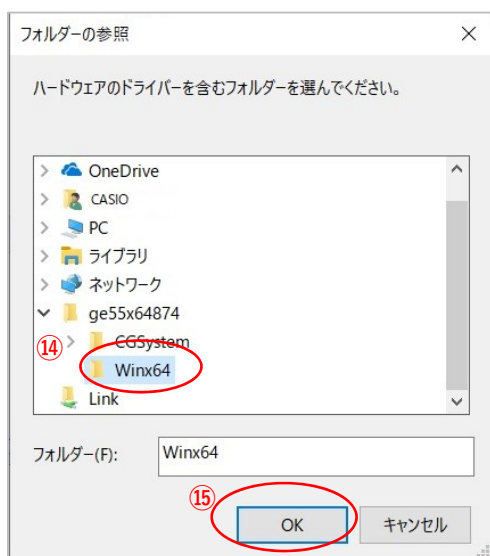 フォルダーの参照
ハードウェアのドライバーを含むフォルダーを選んでください。
OneDrive
CASIO
PC
ライブラリ
ネットワーク
ge55x64874
⑭ CGSystem
Winx64
Link
フォルダー(F): Winx64
⑮
OK キャンセル